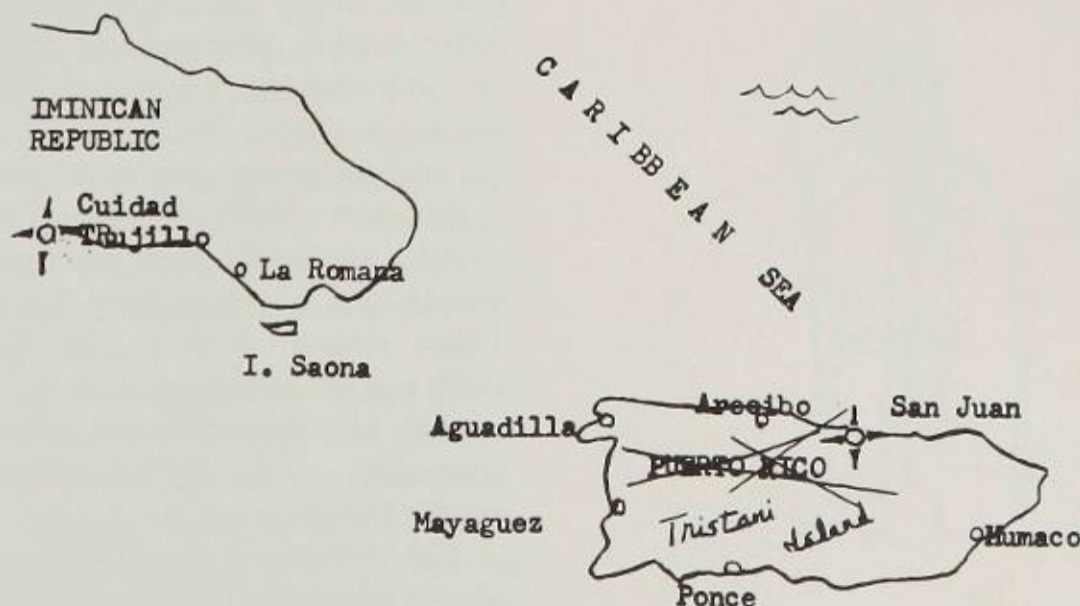 CARIBBEAN SEA
IMINICAN
REPUBLIC
Cuidad
Trujillo
La Romana
I. Saona
Arecibo
San Juan
Aguadilla
PUERTO RICO
Mayaguez
Tristani Island
Humaco
Ponce